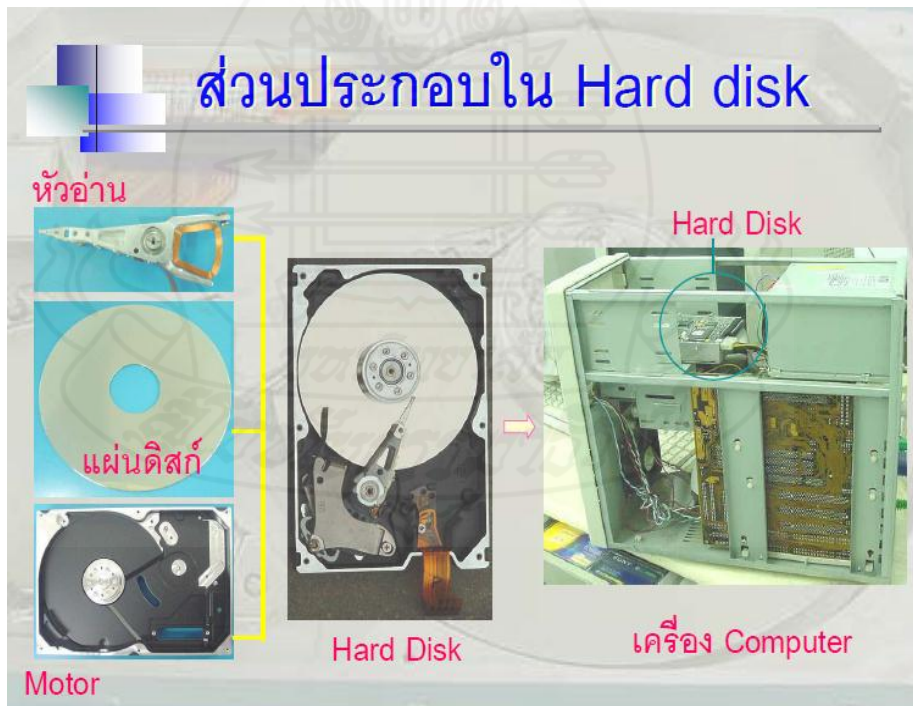 ส่วนประกอบใน Hard disk
หัวอ่าน
Hard Disk
แผ่นดิสก์
Hard Disk
เครื่อง Computer
Motor